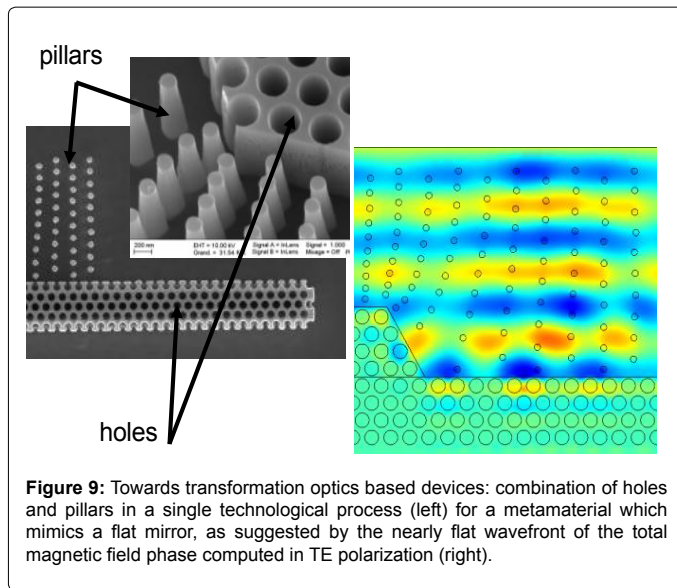 pillars
200 nm
EHT = 10.00 kV
Signal A = InLens
Signal = 1.000
Signal B = InLens
holes
Figure 9: Towards transformation optics based devices: combination of holes
and pillars in a single technological process (left) for a metamaterial which
mimics a flat mirror, as suggested by the nearly flat wavefront of the total
magnetic field phase computed in TE polarization (right).